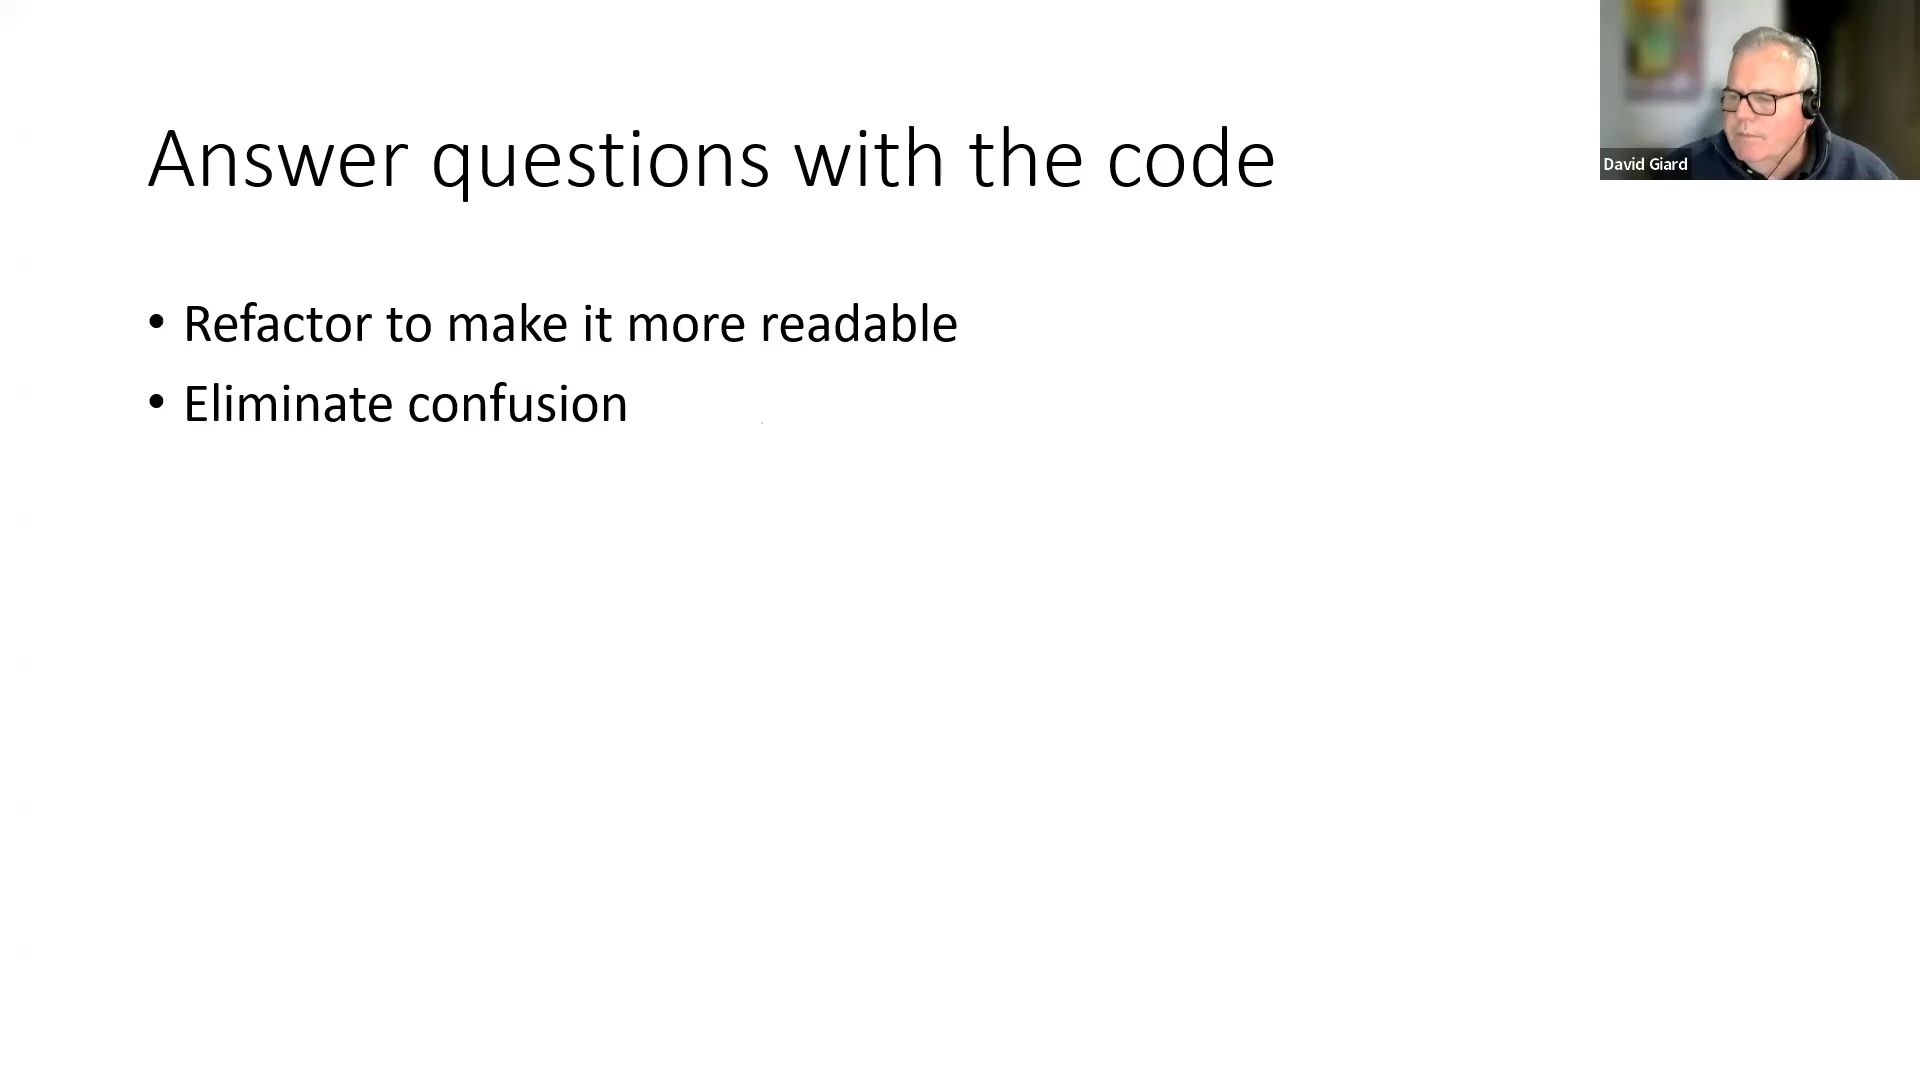 Answer questions with the code
• Refactor to make it more readable
• Eliminate confusion
David Giard